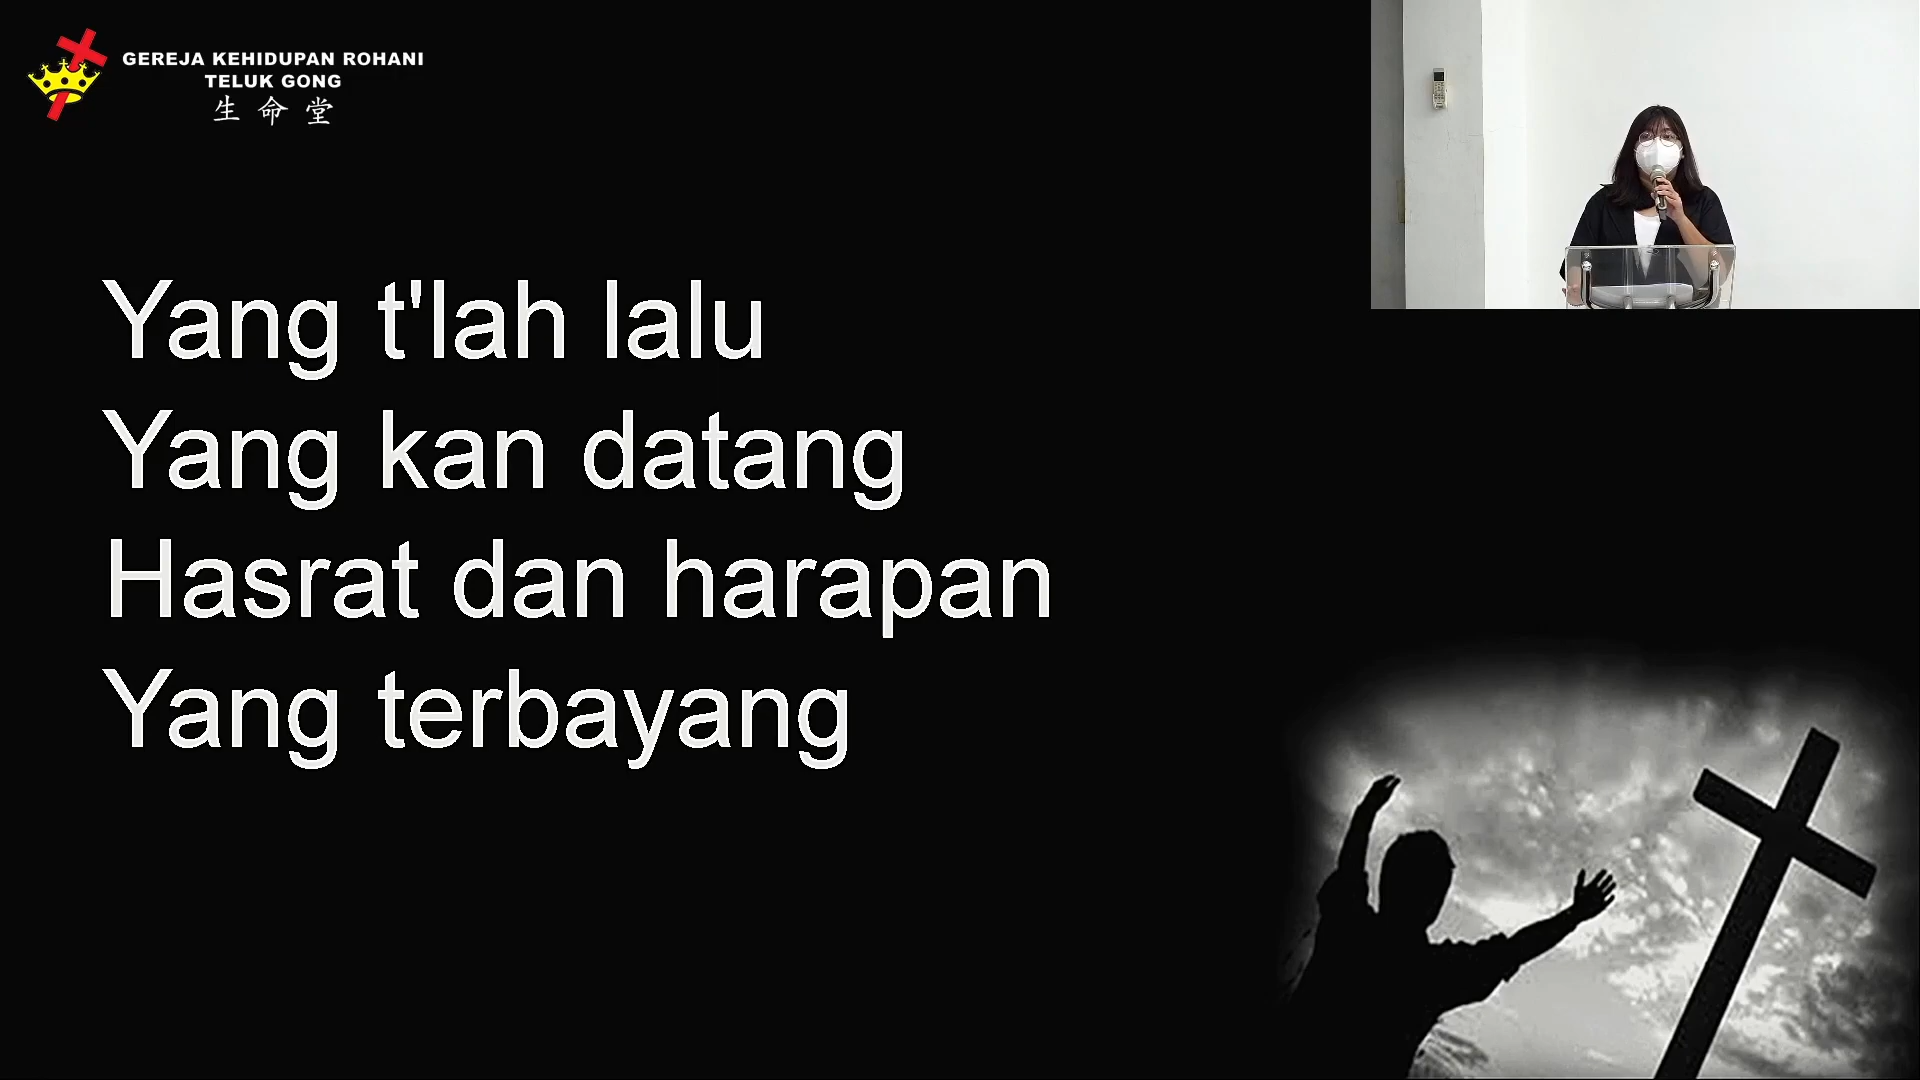 GEREJA KEHIDUPAN ROHANI
TELUK GONG
生命堂
Yang t'lah lalu
Yang kan datang
Hasrat dan harapan
Yang terbayang